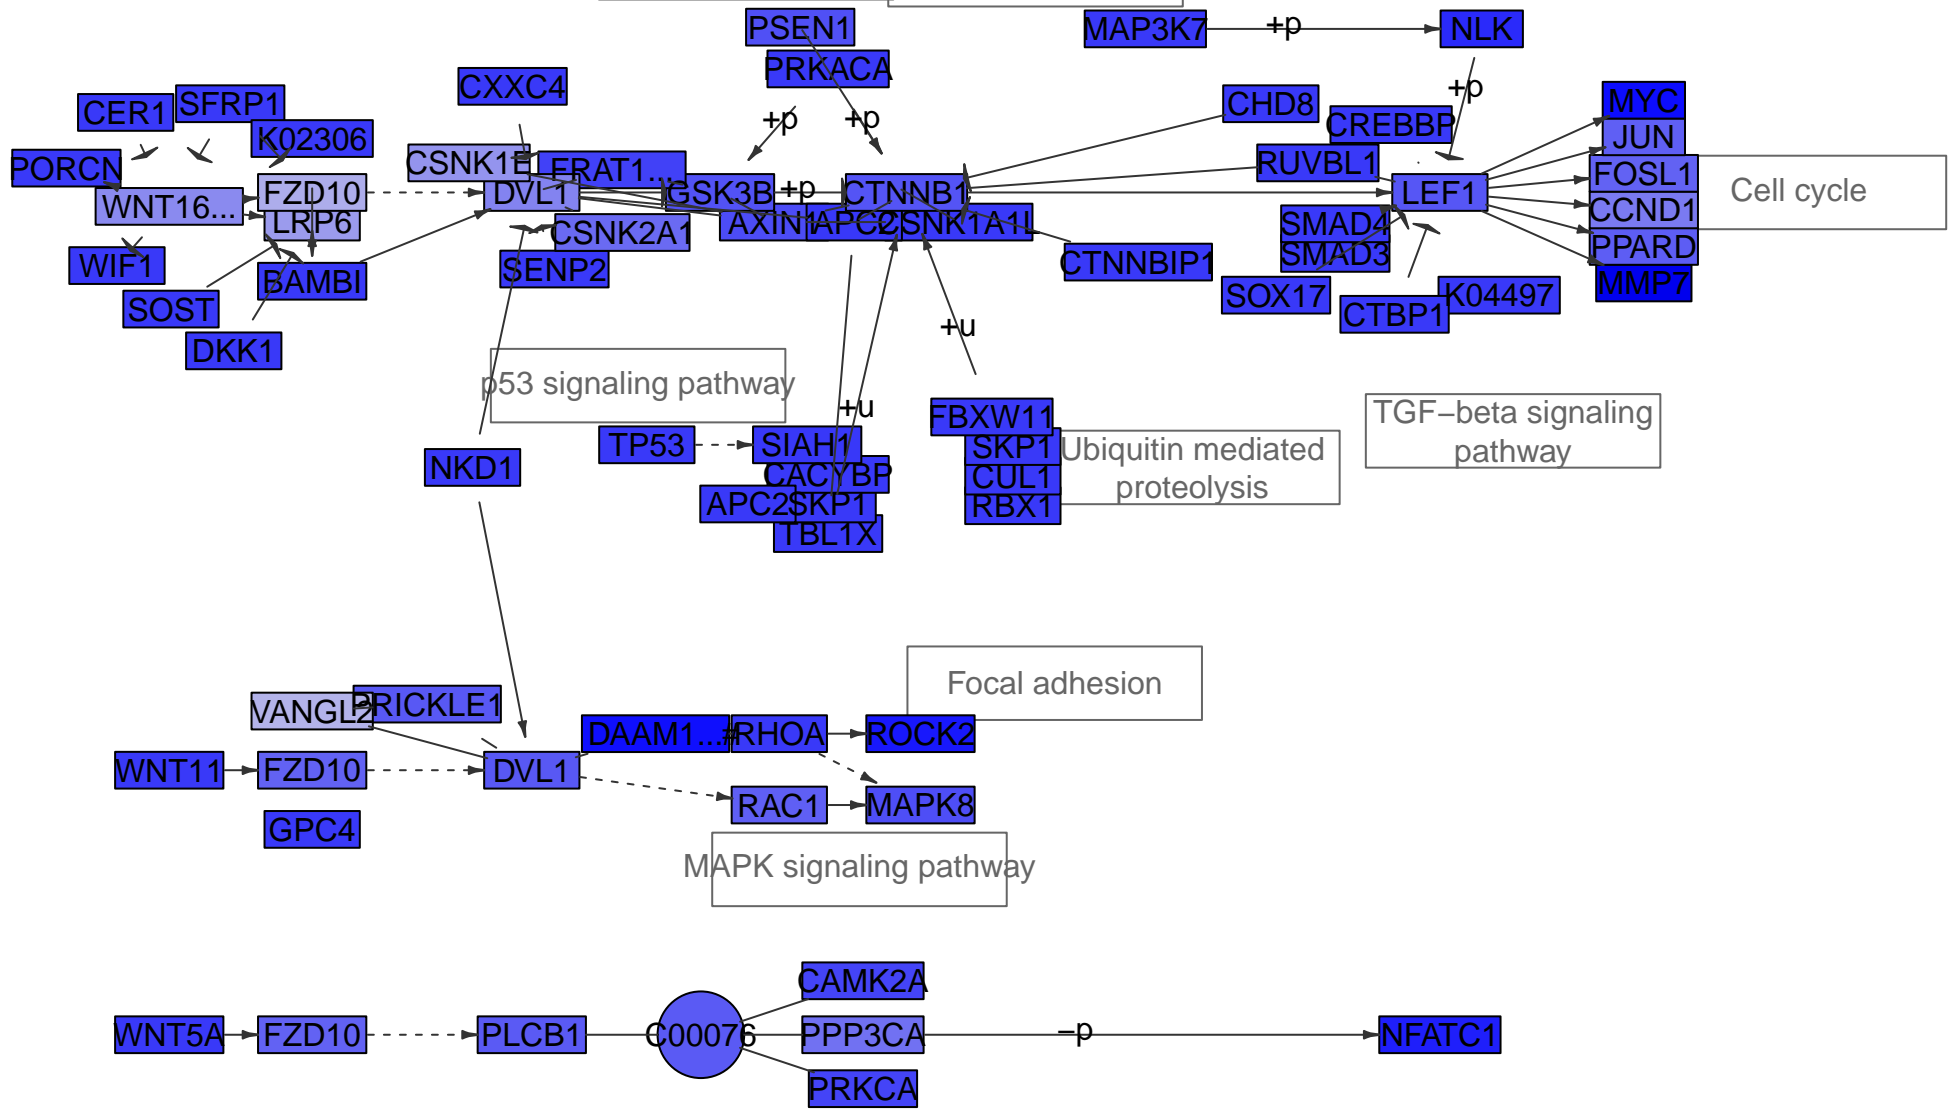 PSEN1
MAP3K7
+p
NLK
PRKACA
CXXC4
CER1
SFRP1
CHD8
+p
MYC
K02306
+p
+p
CREBBP
JUN
PORCN
CSNK1E
FRAT1...
RUVBL1
FOSL1
WNT16...
FZD10
DVL1
GSK3B
+p
CTNNB1
LEF1
Cell cycle
LRP6
CSNK2A1
AXIN1
APC2
CSNK1A1L
SMAD4
CCND1
WIF1
BAMBI
SENP2
CTNNBIP1
SMAD3
PPARD
SOST
SOX17
K04497
MMP7
DKK1
CTBP1
+u
p53 signaling pathway
+u
FBXW11
TGF−beta signaling
pathway
TP53
SIAH1
SKP1
Ubiquitin mediated
proteolysis
NKD1
CACYBP
CUL1
APC2
SKP1
RBX1
TBL1X
Focal adhesion
VANGL2
PRICKLE1
DAAM1...#
RHOA
ROCK2
WNT11
FZD10
DVL1
RAC1
MAPK8
GPC4
MAPK signaling pathway
CAMK2A
WNT5A
FZD10
PLCB1
C00076
PPP3CA
−p
NFATC1
PRKCA